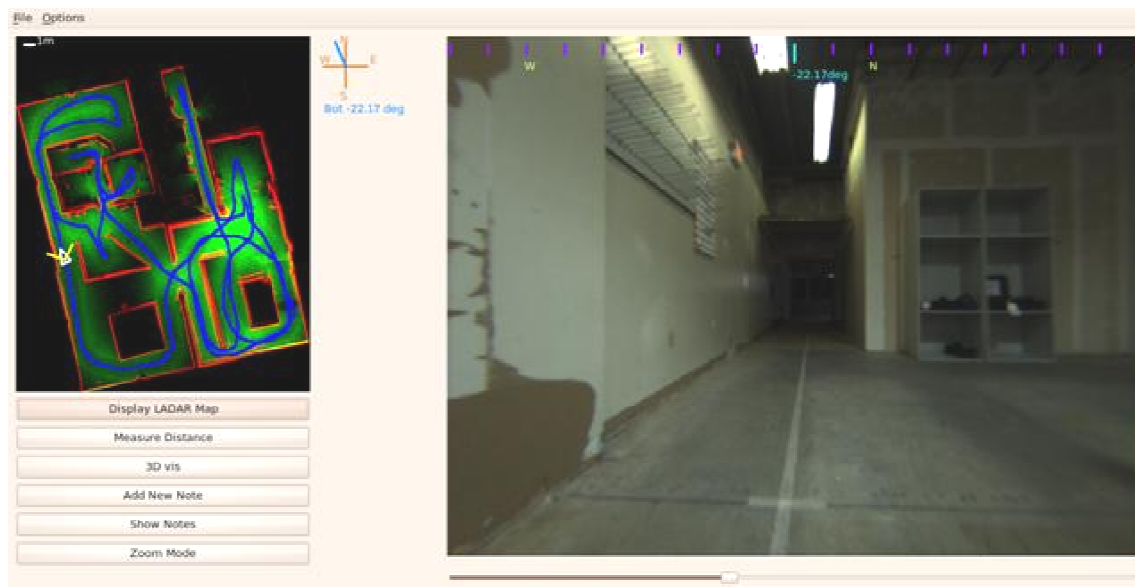 File Options
1m
N
W E
S
Bot -22.17 deg
W
-22.17deg
N
Display LADAR Map
Measure Distance
3D vis
Add New Note
Show Notes
Zoom Mode